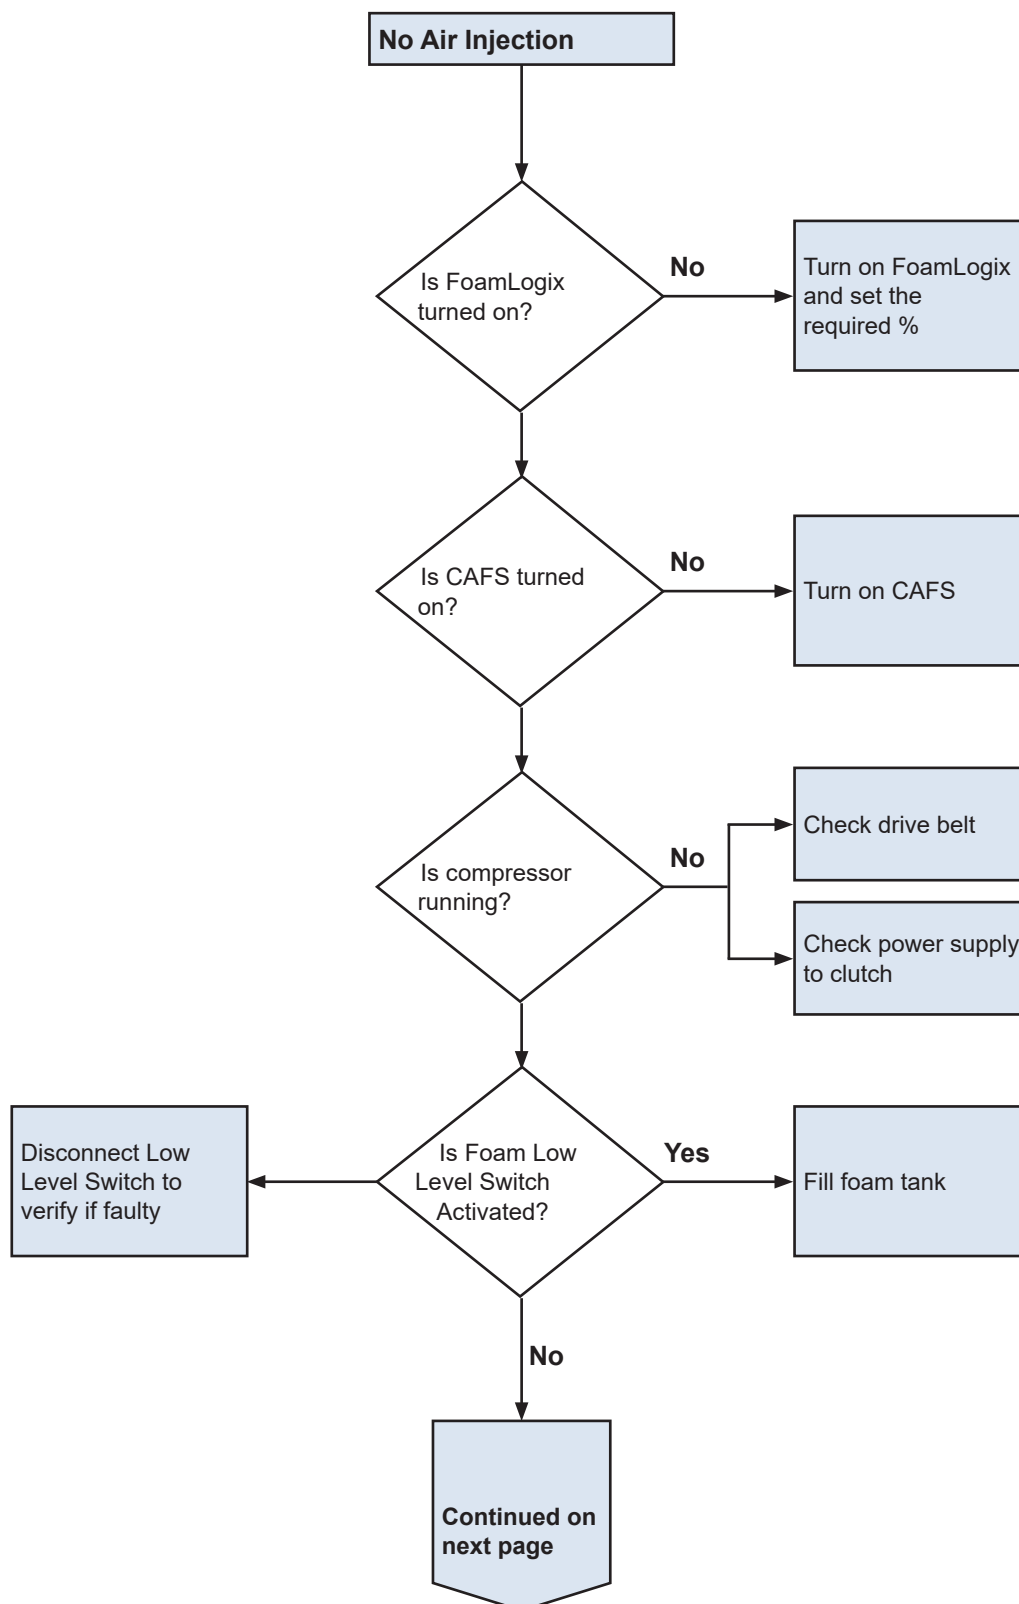 No Air Injection
Is FoamLogix
turned on?
No
Turn on FoamLogix
and set the
required %
Is CAFS turned
on?
No
Turn on CAFS
Is compressor
running?
No
Check drive belt
Check power supply
to clutch
Disconnect Low
Level Switch to
verify if faulty
Is Foam Low
Level Switch
Activated?
Yes
Fill foam tank
No
Continued on
next page